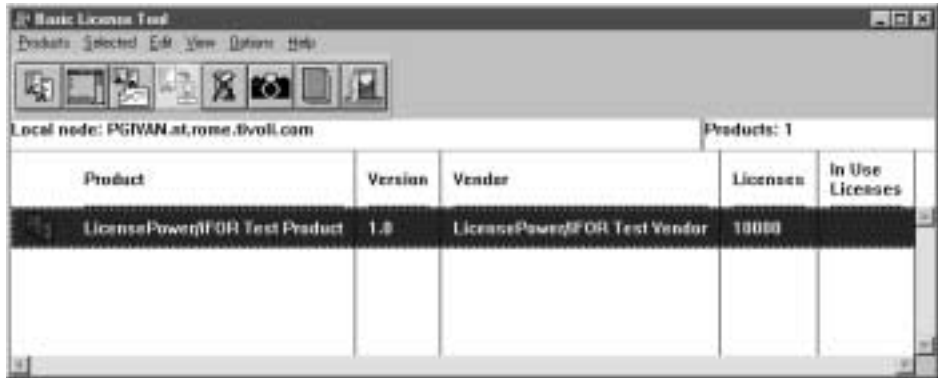 Basic License Tool
Products Selected Edit View Options Help
Local node: PGIVAN.nt.rome.tivoli.com Products: 1
Product Version Vendor Licenses In Use Licenses
LicensePower/IFOR Test Product 1.0 LicensePower/IFOR Test Vendor 10000